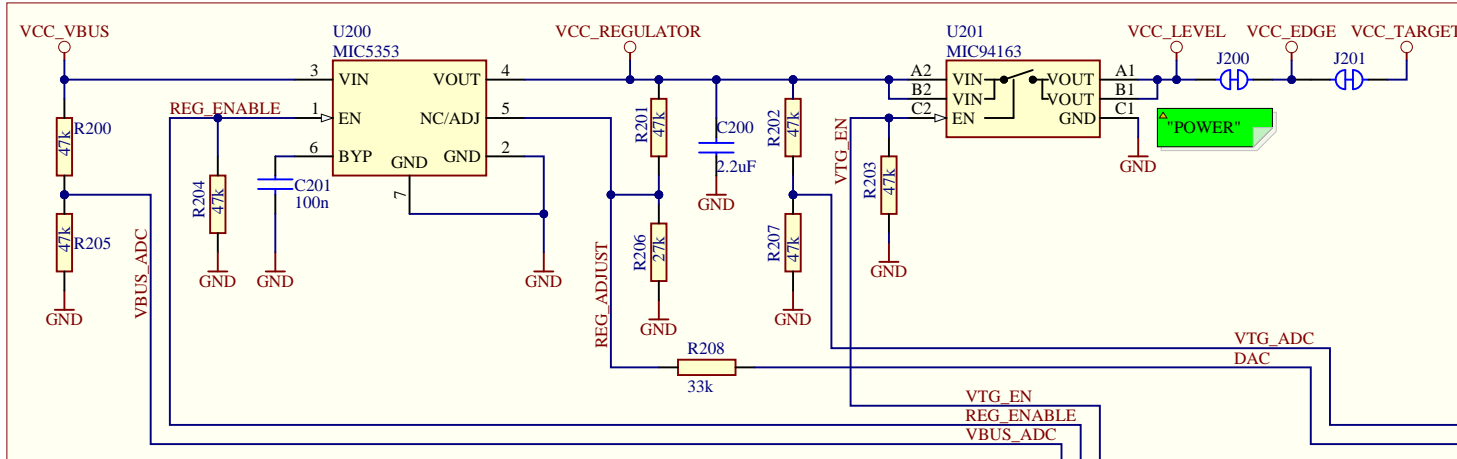 VCC_VBUS
U200
MIC5353
VCC_REGULATOR
U201
MIC94163
VCC_LEVEL
VCC_EDGE
VCC_TARGET
J200
J201
3
VIN
VOUT
4
A2
VIN
VOUT
A1
B2
VIN
VOUT
B1
C2
EN
GND
C1
REG_ENABLE
1
EN
NC/ADJ
5
R200
47k
R201
47k
R202
47k
C200
2.2uF
VTG_EN
"POWER"
GND
6
BYP
GND
GND
2
7
R204
47k
C201
100n
GND
R203
47k
R205
47k
VBUS_ADC
R206
27k
R207
47k
REG_ADJUST
GND
GND
GND
GND
GND
GND
GND
R208
33k
VTG_ADC
DAC
VTG_EN
REG_ENABLE
VBUS_ADC